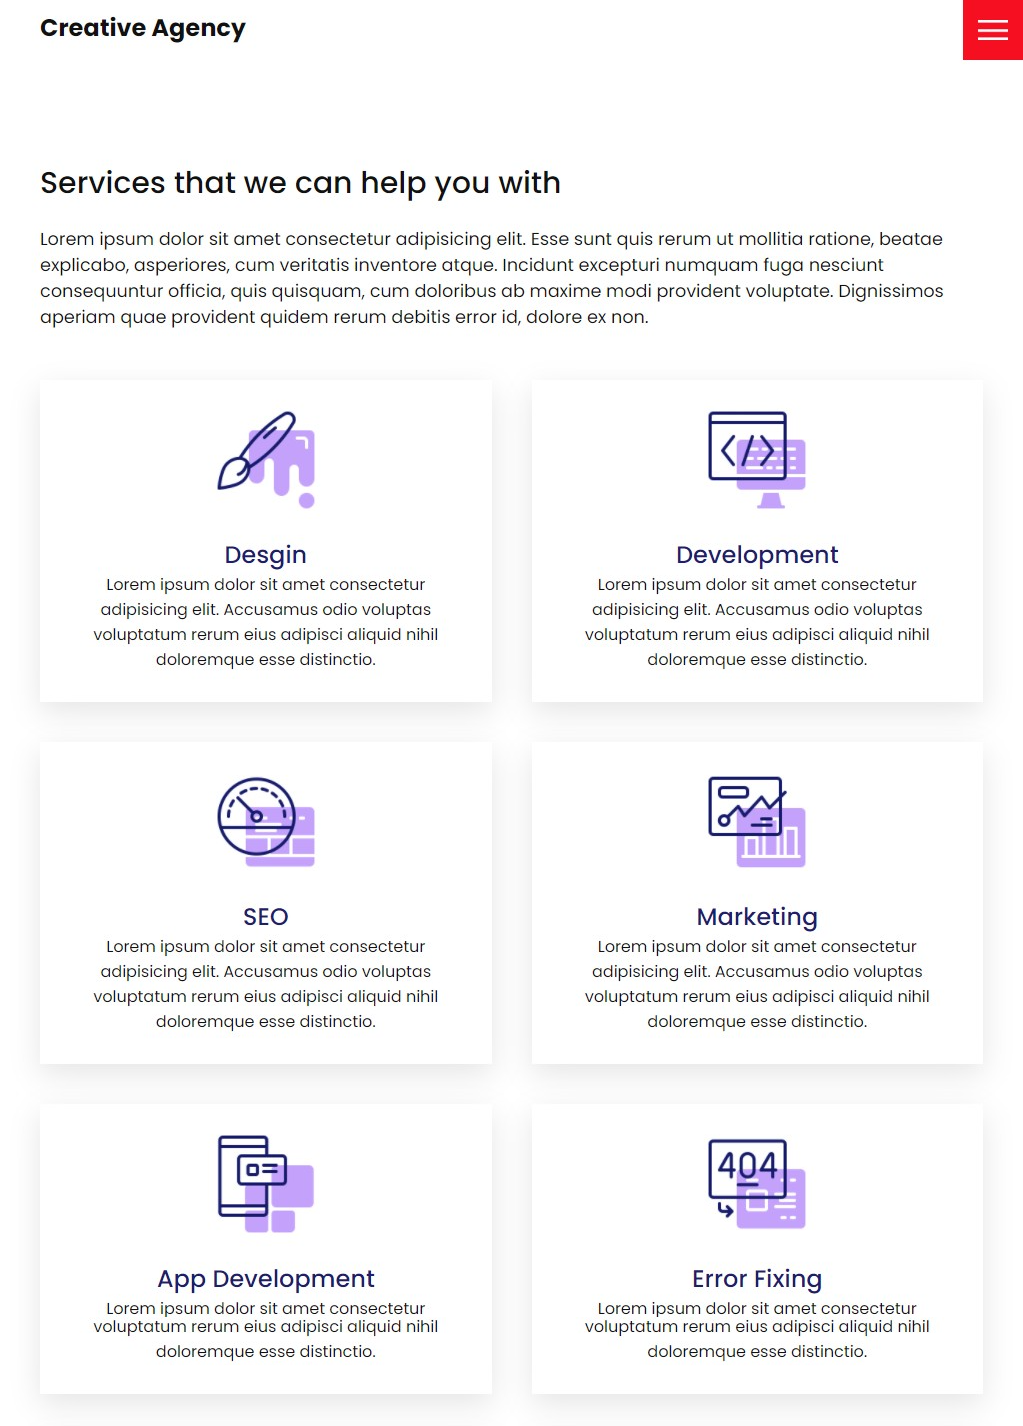 Creative Agency
Services that we can help you with
Lorem ipsum dolor sit amet consectetur adipisicing elit. Esse sunt quis rerum ut mollitia ratione, beatae
explicabo, asperiores, cum veritatis inventore atque. Incidunt excepturi numquam fuga nesciunt
consequuntur officia, quis quisquam, cum doloribus ab maxime modi provident voluptate. Dignissimos
aperiam quae provident quidem rerum debitis error id, dolore ex non.
Desgin
Lorem ipsum dolor sit amet consectetur
adipisicing elit. Accusamus odio voluptas
voluptatum rerum eius adipisci aliquid nihil
doloremque esse distinctio.
</>
Development
Lorem ipsum dolor sit amet consectetur
adipisicing elit. Accusamus odio voluptas
voluptatum rerum eius adipisci aliquid nihil
doloremque esse distinctio.
SEO
Lorem ipsum dolor sit amet consectetur
adipisicing elit. Accusamus odio voluptas
voluptatum rerum eius adipisci aliquid nihil
doloremque esse distinctio.
Marketing
Lorem ipsum dolor sit amet consectetur
adipisicing elit. Accusamus odio voluptas
voluptatum rerum eius adipisci aliquid nihil
doloremque esse distinctio.
App Development
Lorem ipsum dolor sit amet consectetur
voluptatum rerum eius adipisci aliquid nihil
doloremque esse distinctio.
404
Error Fixing
Lorem ipsum dolor sit amet consectetur
voluptatum rerum eius adipisci aliquid nihil
doloremque esse distinctio.